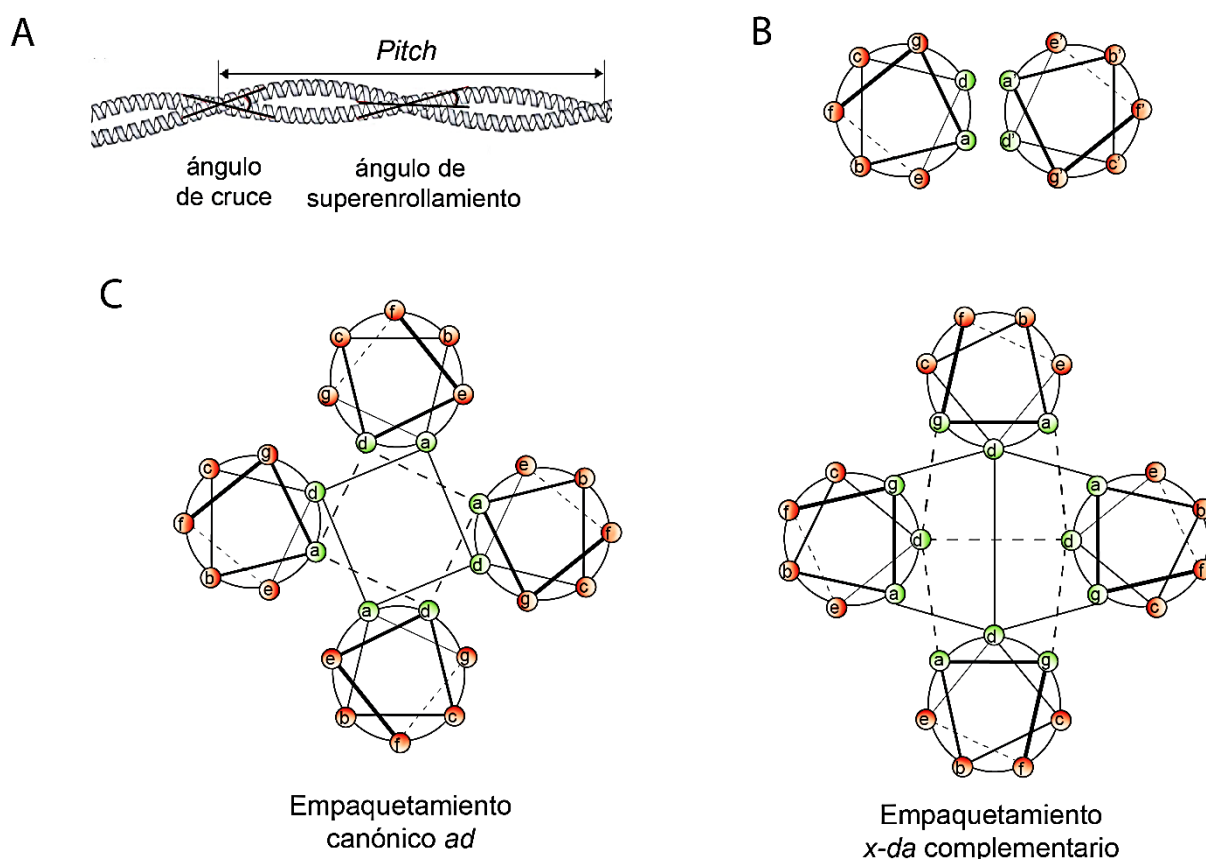 A
Pitch
ángulo
de cruce
ángulo de
superenrollamiento
B
g e'
c b'
d a'
f f'
a d'
b c'
e g'
C
f
c b
g e
d a
g e
c b
d a
f f
a d
b c
e g
a d
e g
b c
f
Empaquetamiento
canónico ad
f b
c e
g a
d
c e
g a
f b
d d
b f
a g
e c
d
a g
e c
b f
Empaquetamiento
x-da complementario